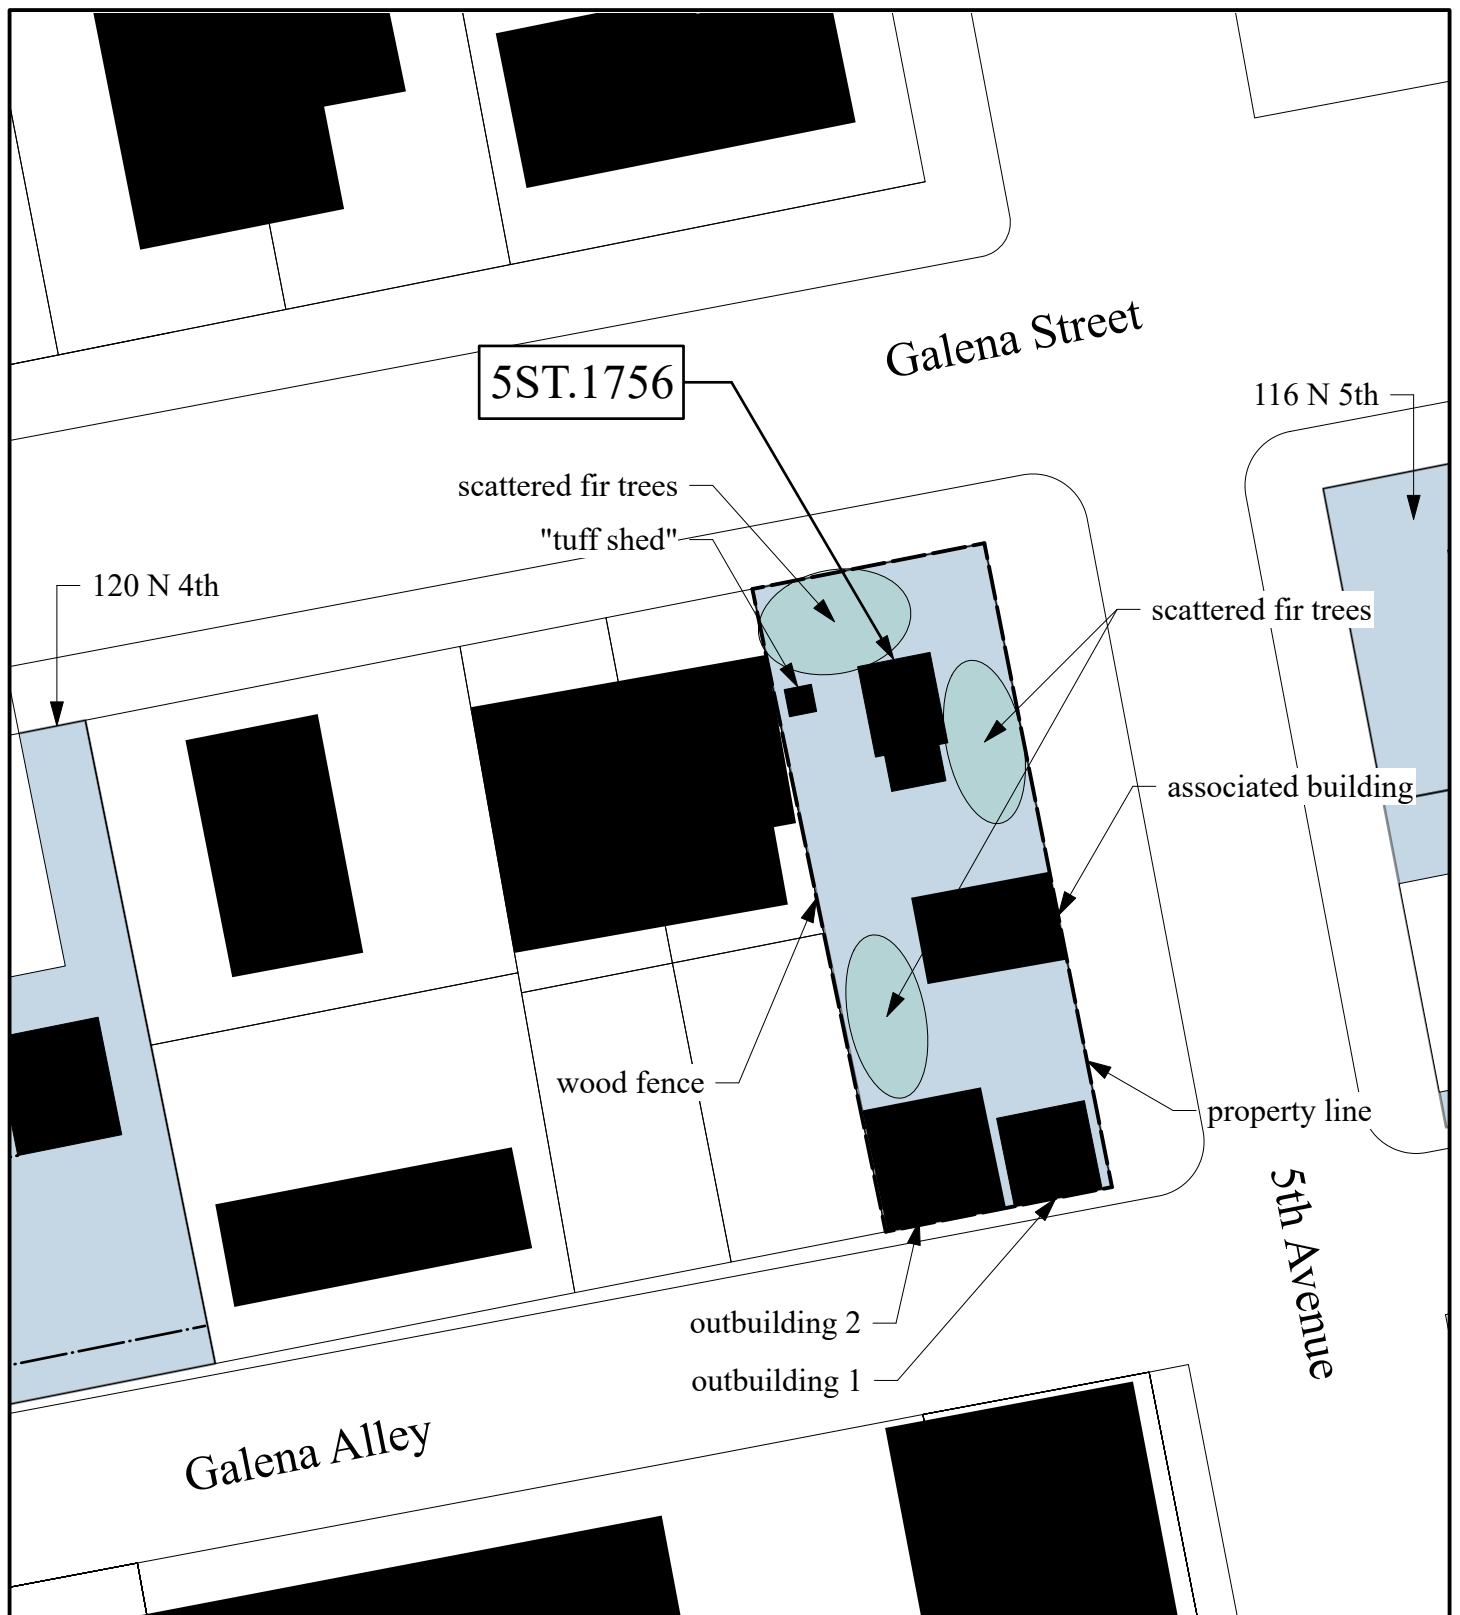 Galena Street
5ST.1756
116 N 5th
scattered fir trees
"tuff shed"
120 N 4th
scattered fir trees
associated building
wood fence
property line
5th Avenue
outbuilding 2
outbuilding 1
Galena Alley